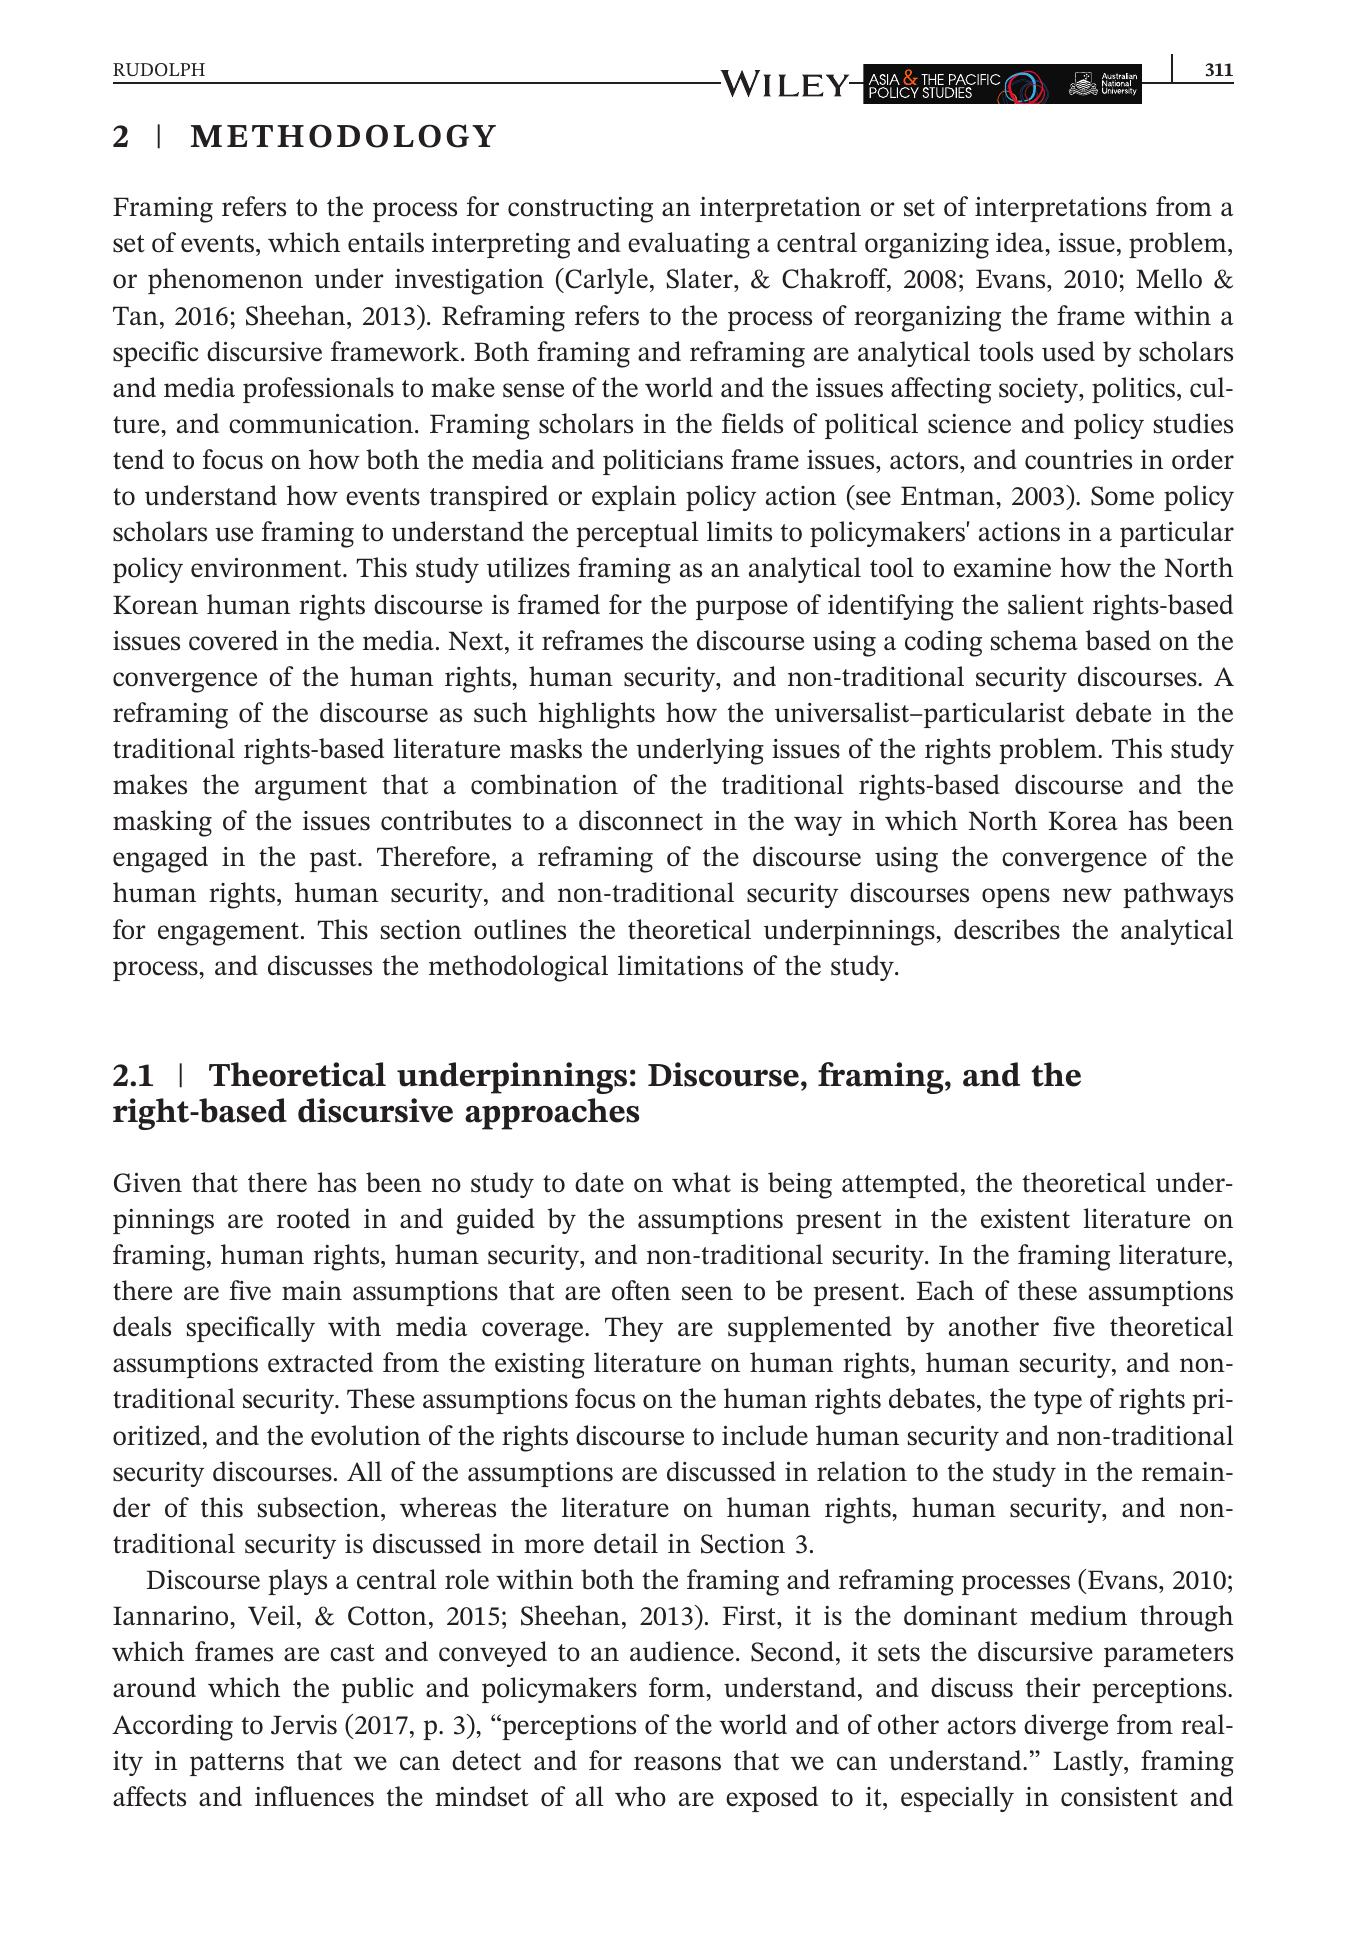 RUDOLPH
WILEY
ASIA & THE PACIFIC
POLICY STUDIES
Australian
National
University
311
2 | METHODOLOGY
Framing refers to the process for constructing an interpretation or set of interpretations from a
set of events, which entails interpreting and evaluating a central organizing idea, issue, problem,
or phenomenon under investigation (Carlyle, Slater, & Chakroff, 2008; Evans, 2010; Mello &
Tan, 2016; Sheehan, 2013). Reframing refers to the process of reorganizing the frame within a
specific discursive framework. Both framing and reframing are analytical tools used by scholars
and media professionals to make sense of the world and the issues affecting society, politics, cul-
ture, and communication. Framing scholars in the fields of political science and policy studies
tend to focus on how both the media and politicians frame issues, actors, and countries in order
to understand how events transpired or explain policy action (see Entman, 2003). Some policy
scholars use framing to understand the perceptual limits to policymakers' actions in a particular
policy environment. This study utilizes framing as an analytical tool to examine how the North
Korean human rights discourse is framed for the purpose of identifying the salient rights-based
issues covered in the media. Next, it reframes the discourse using a coding schema based on the
convergence of the human rights, human security, and non-traditional security discourses. A
reframing of the discourse as such highlights how the universalist–particularist debate in the
traditional rights-based literature masks the underlying issues of the rights problem. This study
makes the argument that a combination of the traditional rights-based discourse and the
masking of the issues contributes to a disconnect in the way in which North Korea has been
engaged in the past. Therefore, a reframing of the discourse using the convergence of the
human rights, human security, and non-traditional security discourses opens new pathways
for engagement. This section outlines the theoretical underpinnings, describes the analytical
process, and discusses the methodological limitations of the study.
2.1 | Theoretical underpinnings: Discourse, framing, and the
right-based discursive approaches
Given that there has been no study to date on what is being attempted, the theoretical under-
pinnings are rooted in and guided by the assumptions present in the existent literature on
framing, human rights, human security, and non-traditional security. In the framing literature,
there are five main assumptions that are often seen to be present. Each of these assumptions
deals specifically with media coverage. They are supplemented by another five theoretical
assumptions extracted from the existing literature on human rights, human security, and non-
traditional security. These assumptions focus on the human rights debates, the type of rights pri-
oritized, and the evolution of the rights discourse to include human security and non-traditional
security discourses. All of the assumptions are discussed in relation to the study in the remain-
der of this subsection, whereas the literature on human rights, human security, and non-
traditional security is discussed in more detail in Section 3.
Discourse plays a central role within both the framing and reframing processes (Evans, 2010;
Iannarino, Veil, & Cotton, 2015; Sheehan, 2013). First, it is the dominant medium through
which frames are cast and conveyed to an audience. Second, it sets the discursive parameters
around which the public and policymakers form, understand, and discuss their perceptions.
According to Jervis (2017, p. 3), “perceptions of the world and of other actors diverge from real-
ity in patterns that we can detect and for reasons that we can understand.” Lastly, framing
affects and influences the mindset of all who are exposed to it, especially in consistent and